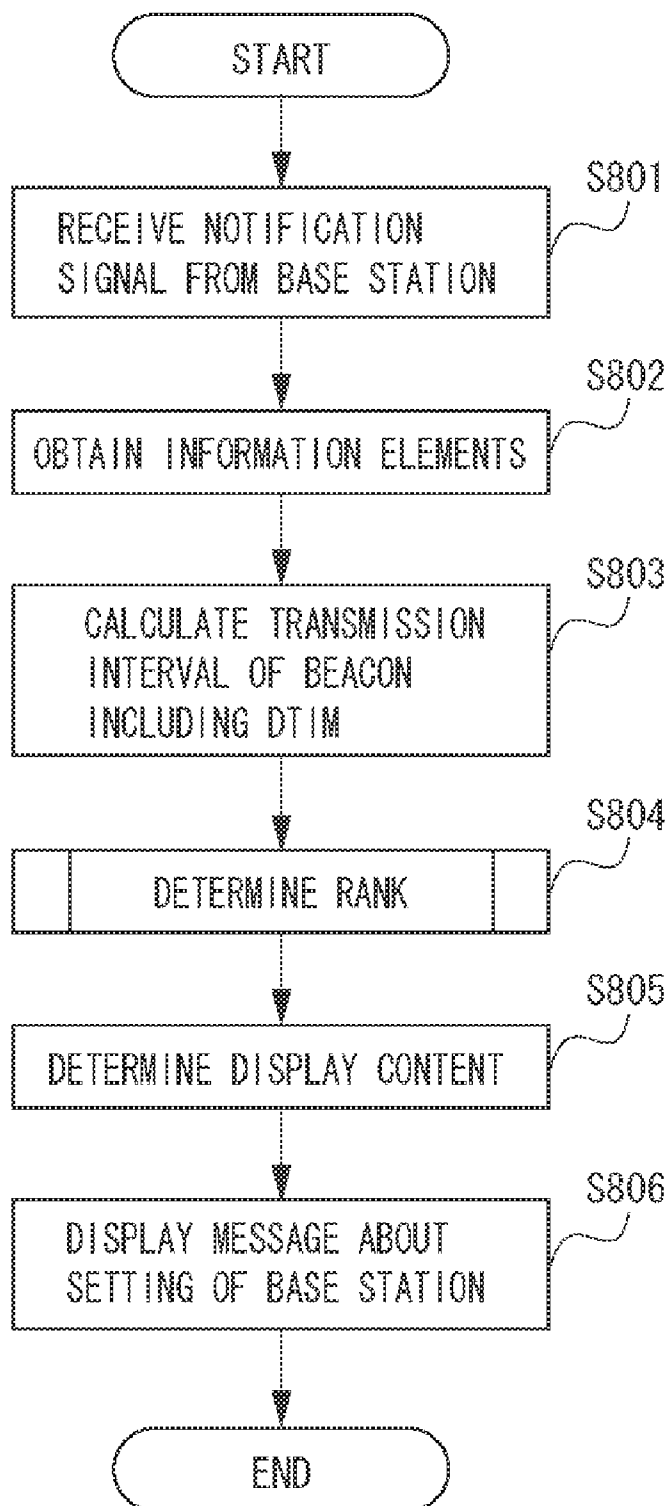 START
S801
RECEIVE NOTIFICATION
SIGNAL FROM BASE STATION
S802
OBTAIN INFORMATION ELEMENTS
S803
CALCULATE TRANSMISSION
INTERVAL OF BEACON
INCLUDING DTIM
S804
DETERMINE RANK
S805
DETERMINE DISPLAY CONTENT
S806
DISPLAY MESSAGE ABOUT
SETTING OF BASE STATION
END